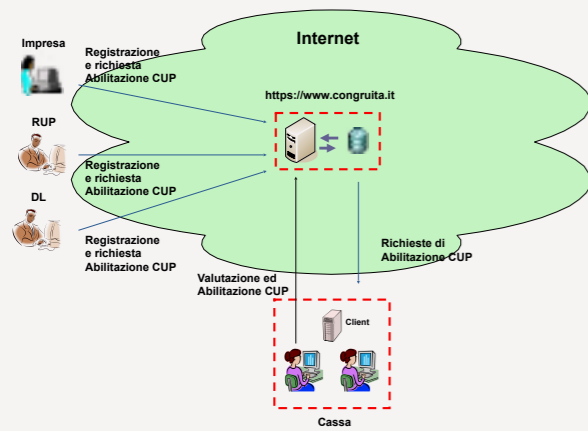 Internet
Impresa
Registrazione
e richiesta
Abilitazione CUP
https://www.congruita.it
RUP
Registrazione
e richiesta
Abilitazione CUP
DL
Registrazione
e richiesta
Abilitazione CUP
Richieste di
Abilitazione CUP
Valutazione ed
Abilitazione CUP
Client
Cassa